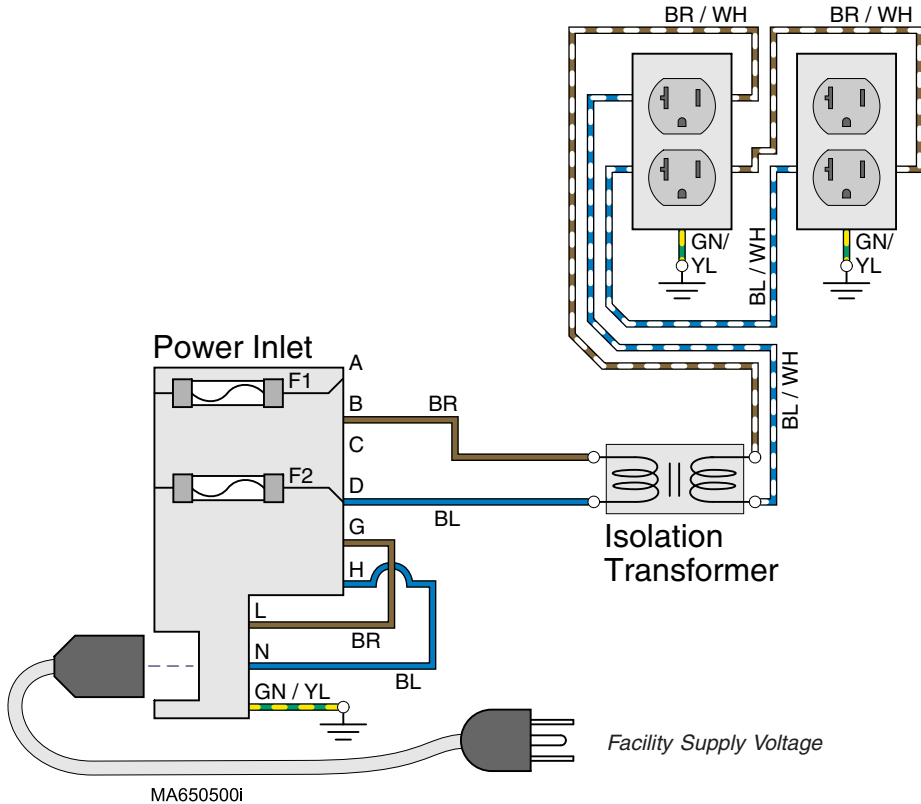 BR / WH
BR / WH
GN/
YL
BL / WH
GN/
YL
BL / WH
Power Inlet
A
F1
B
BR
C
F2
D
BL
G
H
L
BR
N
BL
GN / YL
Isolation
Transformer
Facility Supply Voltage
MA650500i